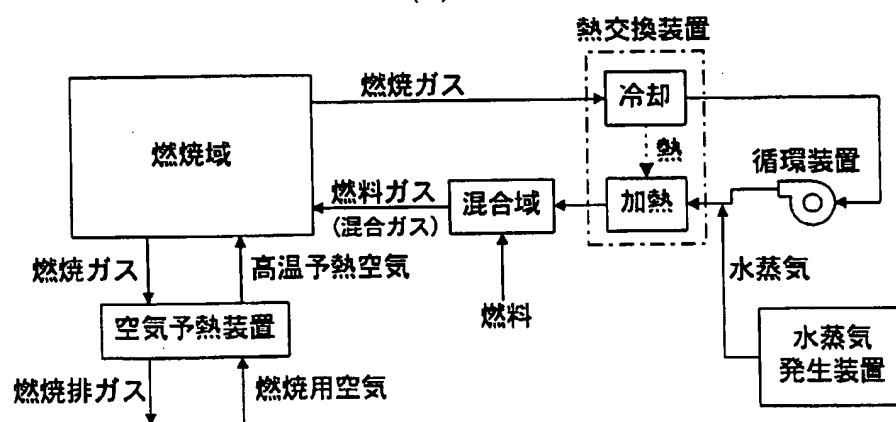 熱交換装置
燃焼ガス
冷却
燃焼域
熱
循環装置
燃料ガス
(混合ガス)
混合域
加熱
燃焼ガス
高温予熱空気
水蒸気
燃料
空気予熱装置
水蒸気
発生装置
燃焼排ガス
燃焼用空気